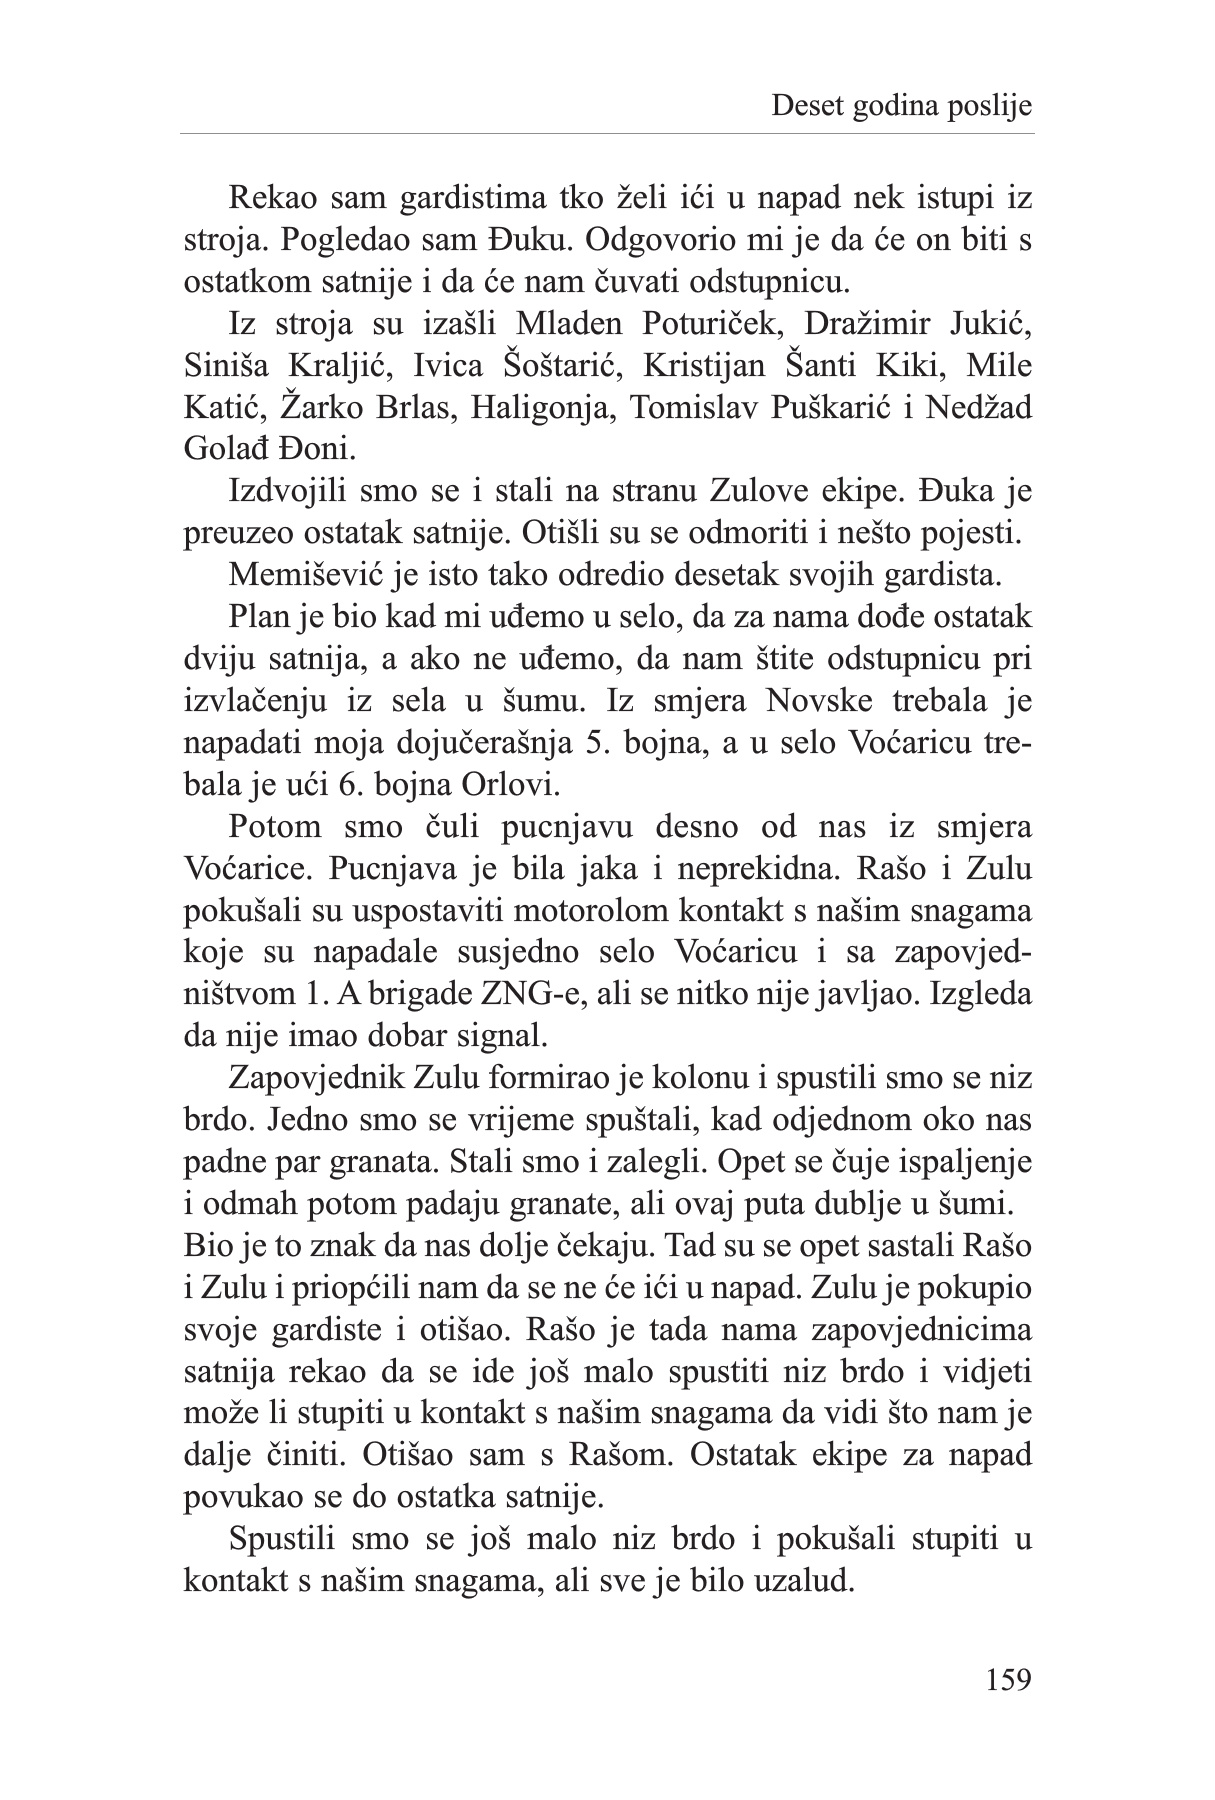 Deset godina poslije
Rekao sam gardistima tko želi ići u napad nek istupi iz
stroja. Pogledao sam Đuku. Odgovorio mi je da će on biti s
ostatkom satnije i da će nam čuvati odstupnicu.
Iz stroja su izašli Mladen Poturiček, Dražimir Jukić,
Siniša Kraljić, Ivica Šoštarić, Kristijan Šanti Kiki, Mile
Katić, Žarko Brlas, Haligonja, Tomislav Puškarić i Nedžad
Golađ Đoni.
Izdvojili smo se i stali na stranu Zulove ekipe. Đuka je
preuzeo ostatak satnije. Otišli su se odmoriti i nešto pojesti.
Memišević je isto tako odredio desetak svojih gardista.
Plan je bio kad mi uđemo u selo, da za nama dođe ostatak
dviju satnija, a ako ne uđemo, da nam štite odstupnicu pri
izvlačenju iz sela u šumu. Iz smjera Novske trebala je
napadati moja dojučerašnja 5. bojna, a u selo Voćaricu tre-
bala je ući 6. bojna Orlovi.
Potom smo čuli pucnjavu desno od nas iz smjera
Voćarice. Pucnjava je bila jaka i neprekidna. Rašo i Zulu
pokušali su uspostaviti motorolom kontakt s našim snagama
koje su napadale susjedno selo Voćaricu i sa zapovjed-
ništvom 1. A brigade ZNG-e, ali se nitko nije javljao. Izgleda
da nije imao dobar signal.
Zapovjednik Zulu formirao je kolonu i spustili smo se niz
brdo. Jedno smo se vrijeme spuštali, kad odjednom oko nas
padne par granata. Stali smo i zalegli. Opet se čuje ispaljenje
i odmah potom padaju granate, ali ovaj puta dublje u šumi.
Bio je to znak da nas dolje čekaju. Tad su se opet sastali Rašo
i Zulu i priopćili nam da se ne će ići u napad. Zulu je pokupio
svoje gardiste i otišao. Rašo je tada nama zapovjednicima
satnija rekao da se ide još malo spustiti niz brdo i vidjeti
može li stupiti u kontakt s našim snagama da vidi što nam je
dalje činiti. Otišao sam s Rašom. Ostatak ekipe za napad
povukao se do ostatka satnije.
Spustili smo se još malo niz brdo i pokušali stupiti u
kontakt s našim snagama, ali sve je bilo uzalud.
159